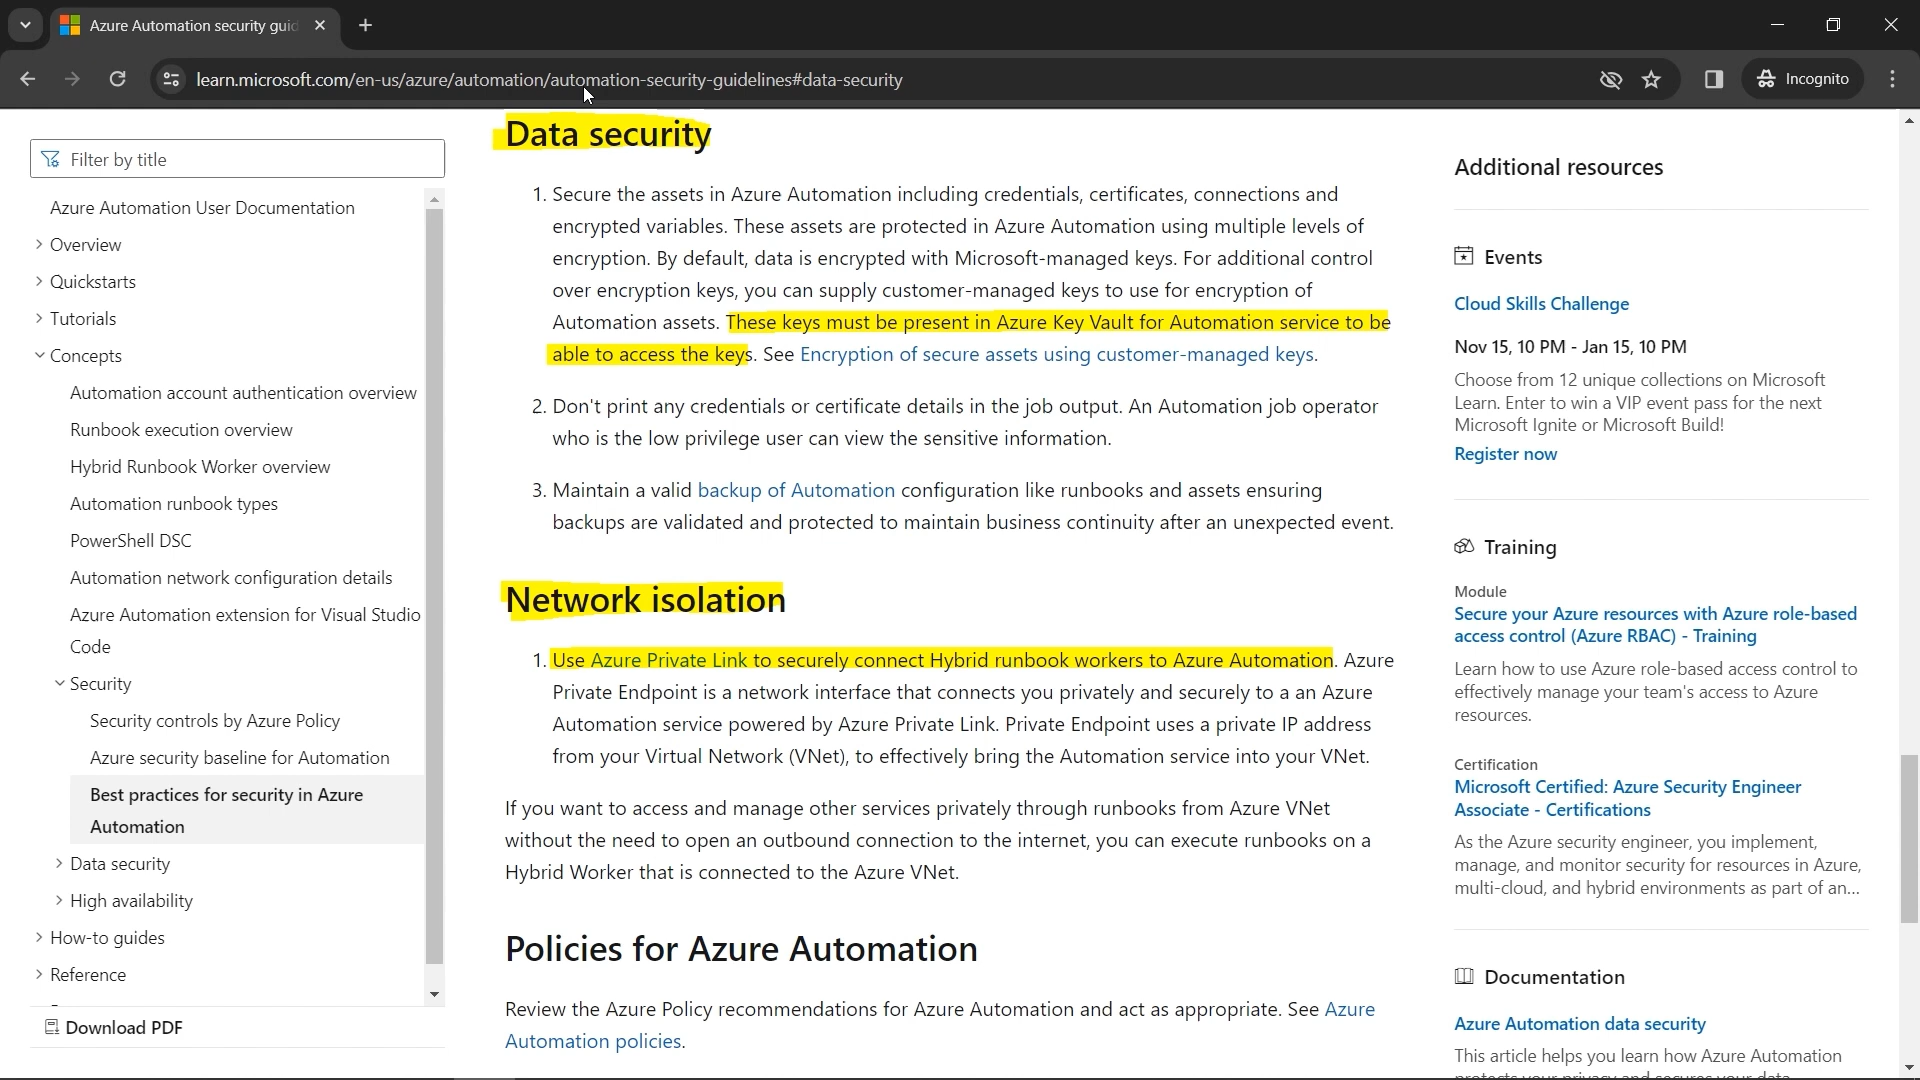 Azure Automation security guid
learn.microsoft.com/en-us/azure/automation/automation-security-guidelines#data-security
Incognito
Filter by title
Azure Automation User Documentation
Overview
Quickstarts
Tutorials
Concepts
Automation account authentication overview
Runbook execution overview
Hybrid Runbook Worker overview
Automation runbook types
PowerShell DSC
Automation network configuration details
Azure Automation extension for Visual Studio
Code
Security
Security controls by Azure Policy
Azure security baseline for Automation
Best practices for security in Azure
Automation
Data security
High availability
How-to guides
Reference
Download PDF
Data security
1. Secure the assets in Azure Automation including credentials, certificates, connections and
encrypted variables. These assets are protected in Azure Automation using multiple levels of
encryption. By default, data is encrypted with Microsoft-managed keys. For additional control
over encryption keys, you can supply customer-managed keys to use for encryption of
Automation assets. These keys must be present in Azure Key Vault for Automation service to be
able to access the keys. See Encryption of secure assets using customer-managed keys.
2. Don't print any credentials or certificate details in the job output. An Automation job operator
who is the low privilege user can view the sensitive information.
3. Maintain a valid backup of Automation configuration like runbooks and assets ensuring
backups are validated and protected to maintain business continuity after an unexpected event.
Network isolation
1. Use Azure Private Link to securely connect Hybrid runbook workers to Azure Automation. Azure
Private Endpoint is a network interface that connects you privately and securely to a an Azure
Automation service powered by Azure Private Link. Private Endpoint uses a private IP address
from your Virtual Network (VNet), to effectively bring the Automation service into your VNet.
If you want to access and manage other services privately through runbooks from Azure VNet
without the need to open an outbound connection to the internet, you can execute runbooks on a
Hybrid Worker that is connected to the Azure VNet.
Policies for Azure Automation
Review the Azure Policy recommendations for Azure Automation and act as appropriate. See Azure
Automation policies.
Additional resources
Events
Cloud Skills Challenge
Nov 15, 10 PM - Jan 15, 10 PM
Choose from 12 unique collections on Microsoft
Learn. Enter to win a VIP event pass for the next
Microsoft Ignite or Microsoft Build!
Register now
Training
Module
Secure your Azure resources with Azure role-based
access control (Azure RBAC) - Training
Learn how to use Azure role-based access control to
effectively manage your team's access to Azure
resources.
Certification
Microsoft Certified: Azure Security Engineer
Associate - Certifications
As the Azure security engineer, you implement,
manage, and monitor security for resources in Azure,
multi-cloud, and hybrid environments as part of an...
Documentation
Azure Automation data security
This article helps you learn how Azure Automation
protects your privacy and secures your data